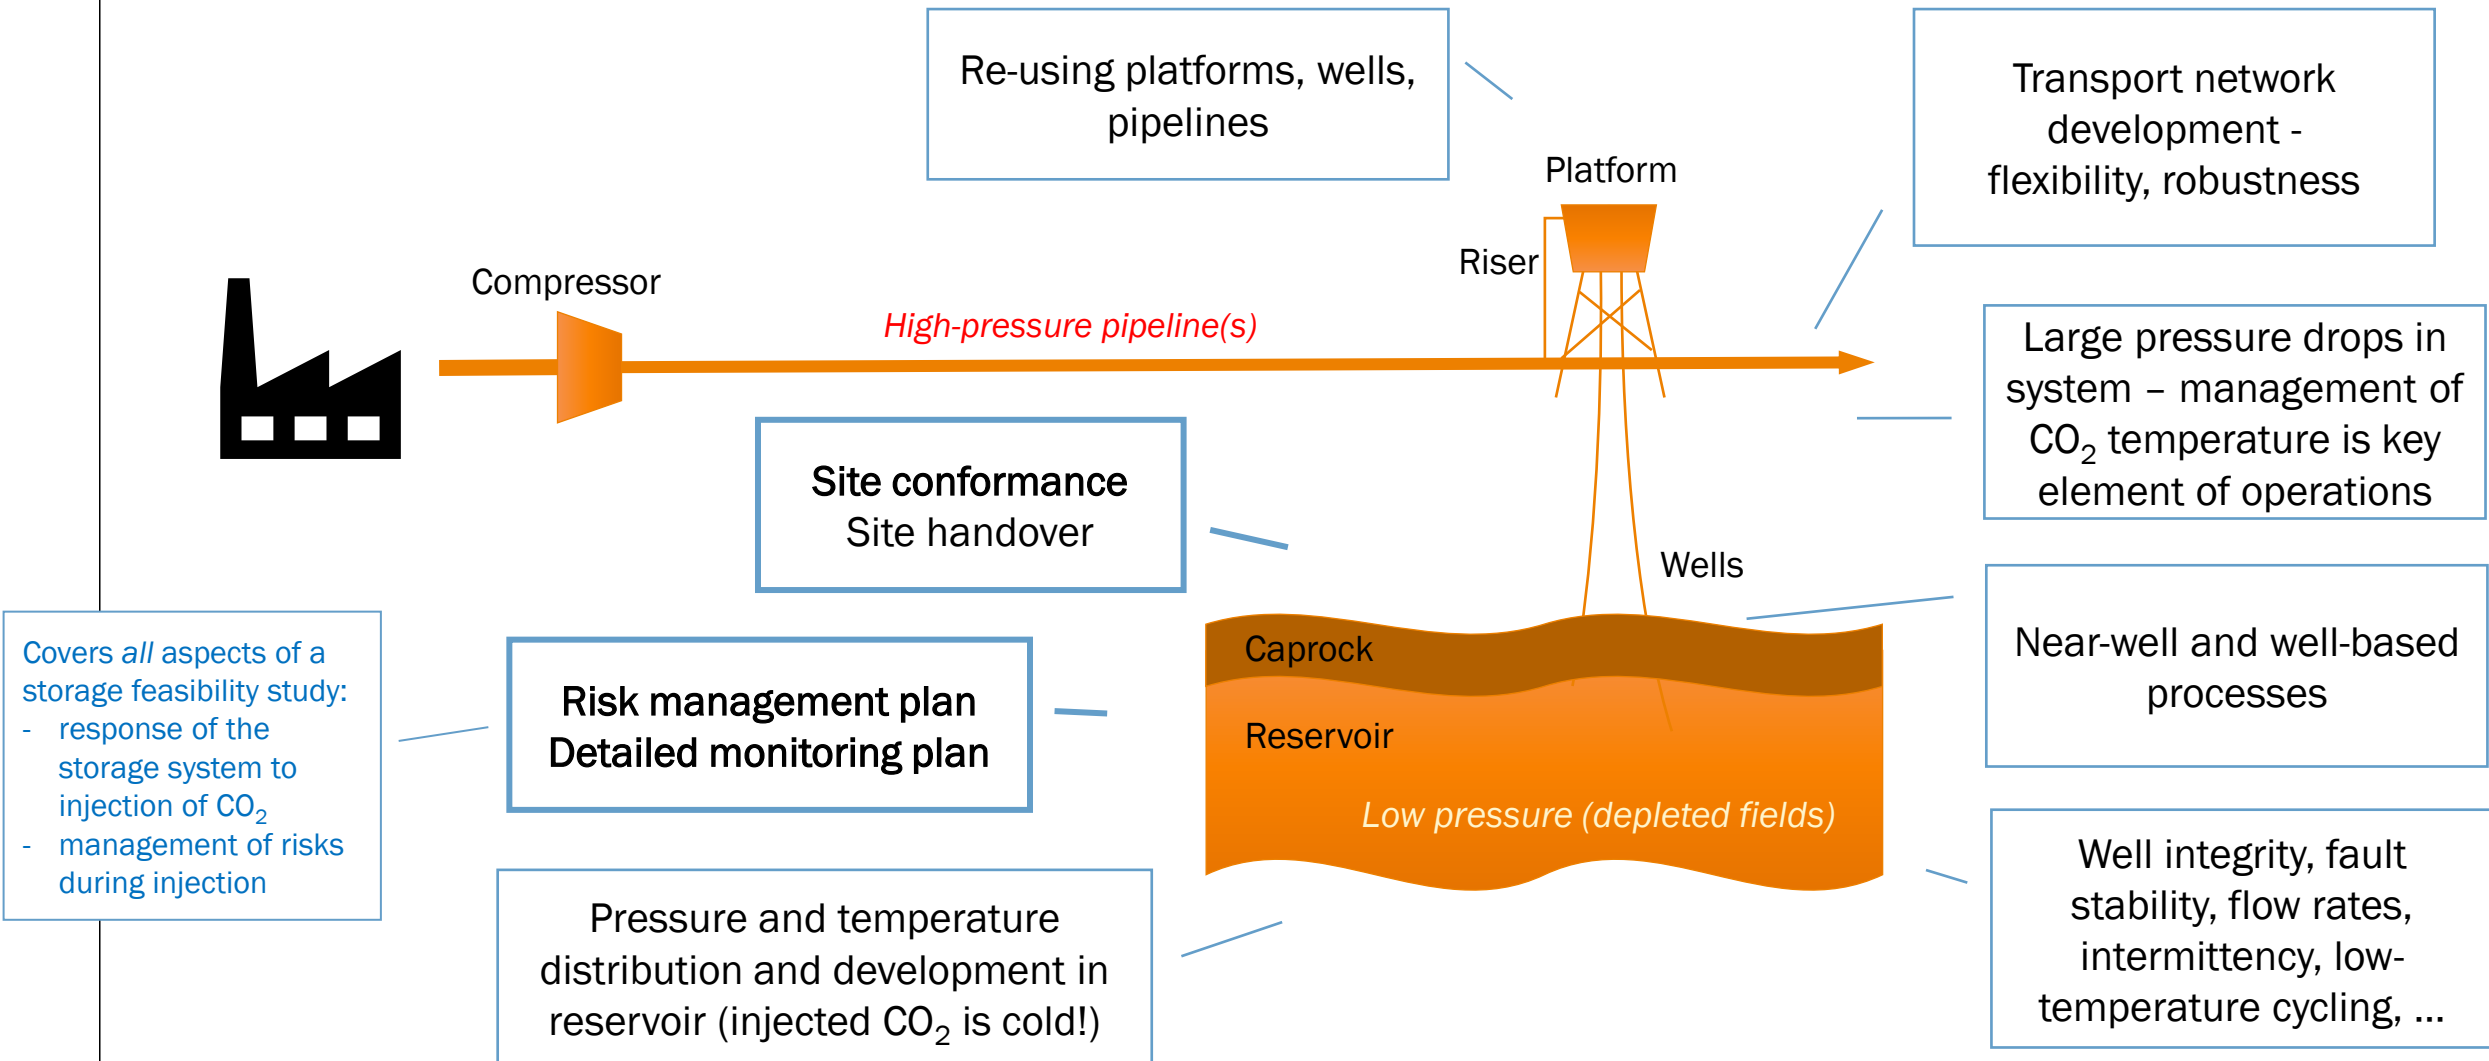 Re-using platforms, wells,
pipelines
Transport network
development -
flexibility, robustness
Platform
Riser
Compressor
High-pressure pipeline(s)
Large pressure drops in
system – management of
CO₂ temperature is key
element of operations
Site conformance
Site handover
Wells
Near-well and well-based
processes
Caprock
Reservoir
Low pressure (depleted fields)
Covers all aspects of a
storage feasibility study:
- response of the
storage system to
injection of CO₂
- management of risks
during injection
Risk management plan
Detailed monitoring plan
Well integrity, fault
stability, flow rates,
intermittency, low-
temperature cycling, ...
Pressure and temperature
distribution and development in
reservoir (injected CO₂ is cold!)